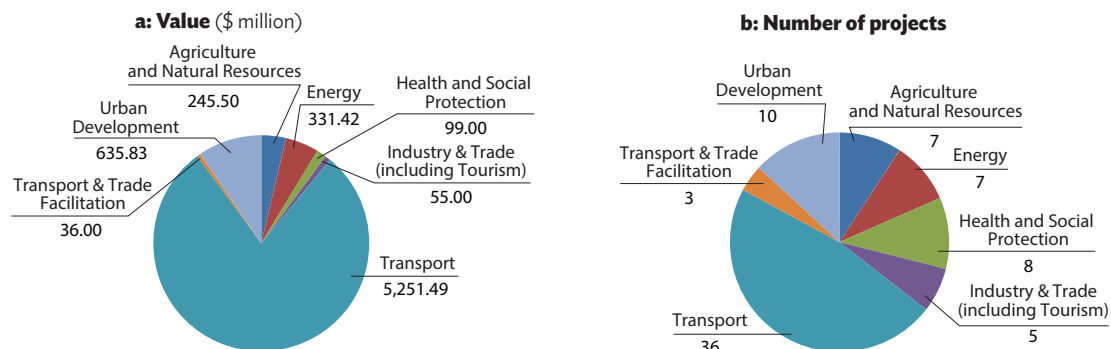 a: Value ($ million)
Agriculture
and Natural Resources
245.50
Energy
331.42
Health and Social
Protection
99.00
Industry & Trade
(including Tourism)
55.00
Transport
5,251.49
Transport & Trade
Facilitation
36.00
Urban
Development
635.83
b: Number of projects
Agriculture
and Natural Resources
7
Energy
7
Health and Social
Protection
8
Industry & Trade
(including Tourism)
5
Transport
36
Transport & Trade
Facilitation
3
Urban
Development
10